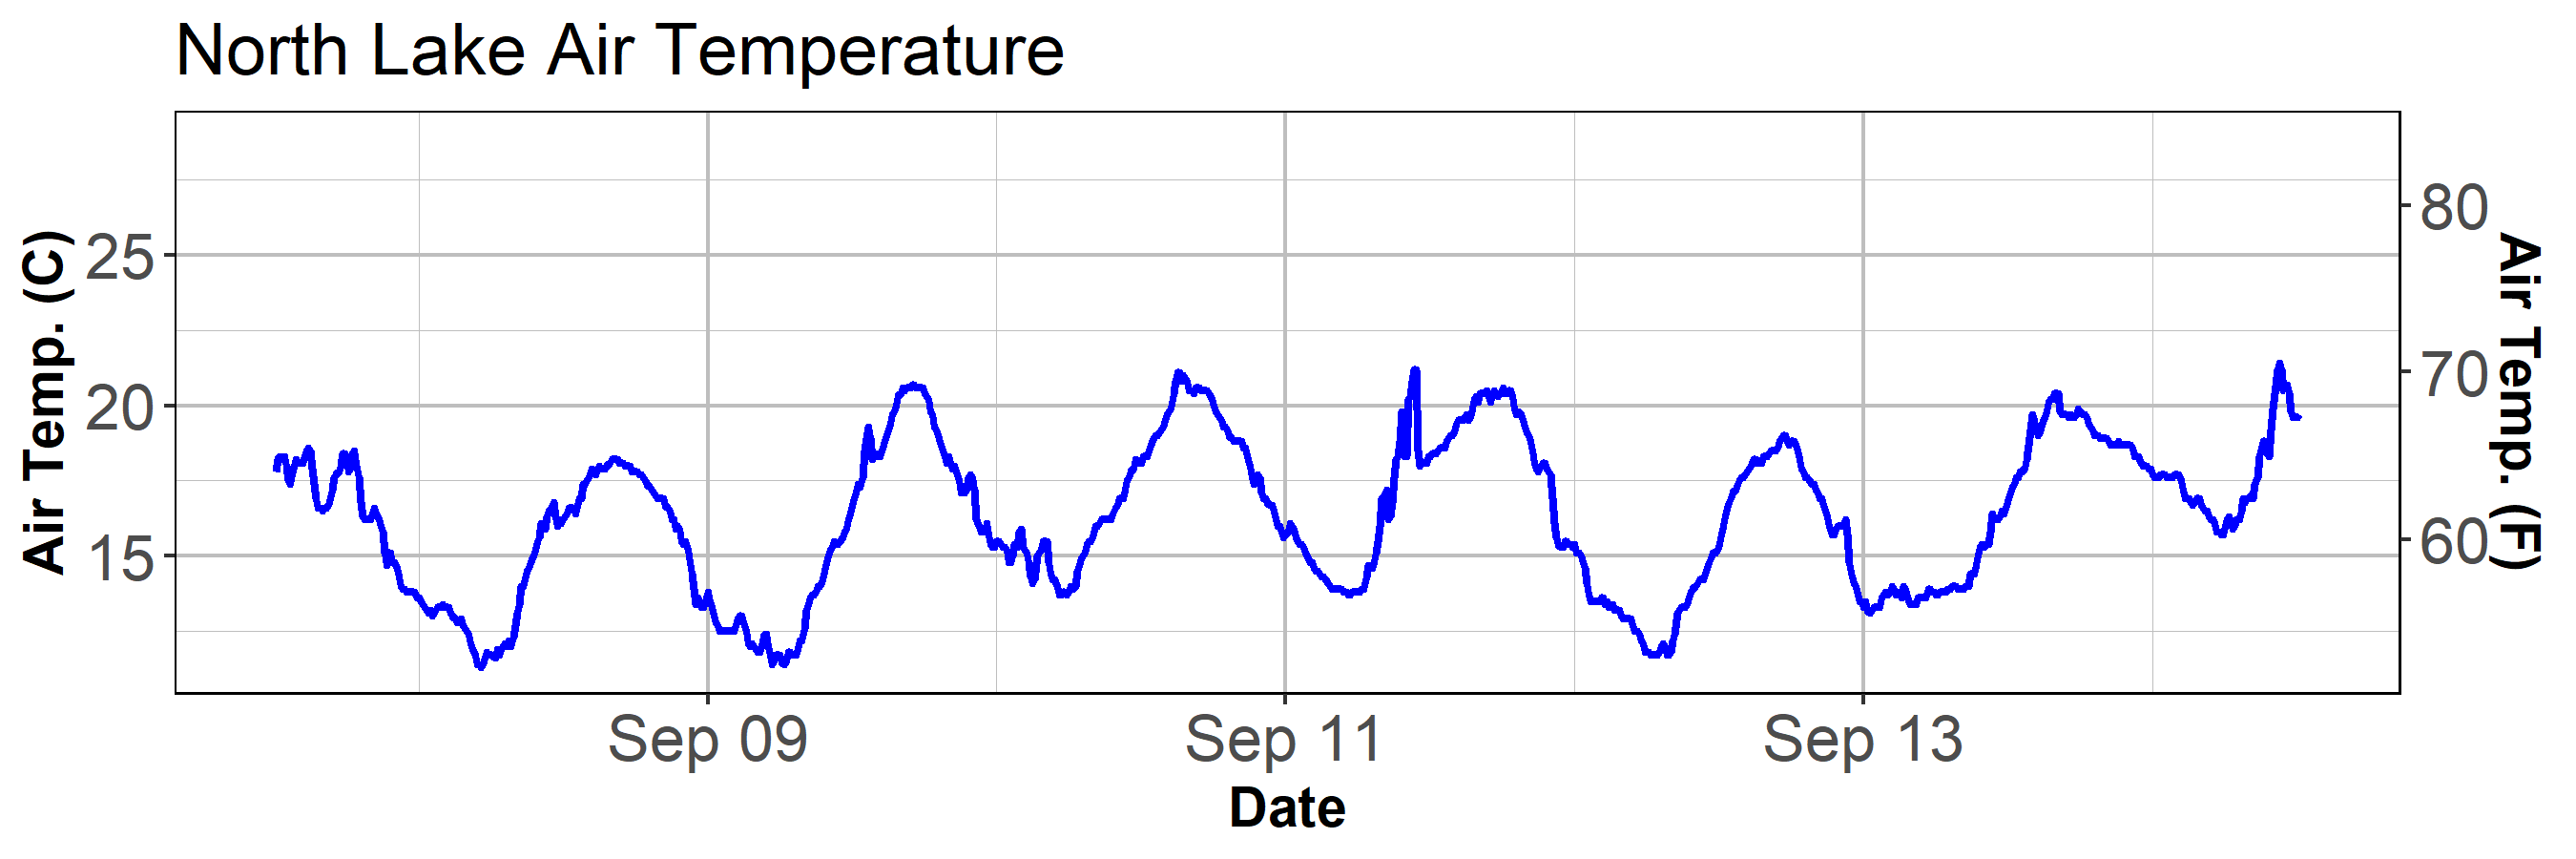 North Lake Air Temperature
Air Temp. (C)
25
20
15
80
70
60
Air Temp. (F)
Sep 09 Sep 11 Sep 13
Date